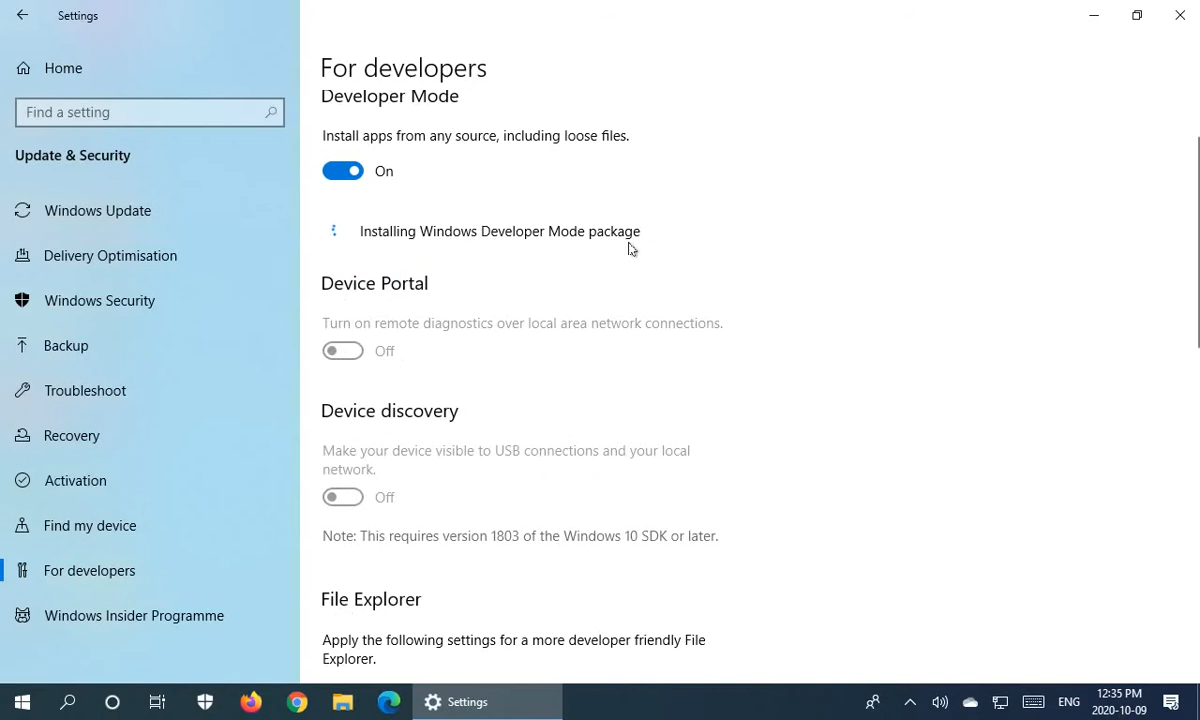 Settings
Home
Find a setting
Update & Security
Windows Update
Delivery Optimisation
Windows Security
Backup
Troubleshoot
Recovery
Activation
Find my device
For developers
Windows Insider Programme
For developers
Developer Mode
Install apps from any source, including loose files.
On
Installing Windows Developer Mode package
Device Portal
Turn on remote diagnostics over local area network connections.
Off
Device discovery
Make your device visible to USB connections and your local
network.
Off
Note: This requires version 1803 of the Windows 10 SDK or later.
File Explorer
Apply the following settings for a more developer friendly File
Explorer.
Settings
ENG
12:35 PM
2020-10-09